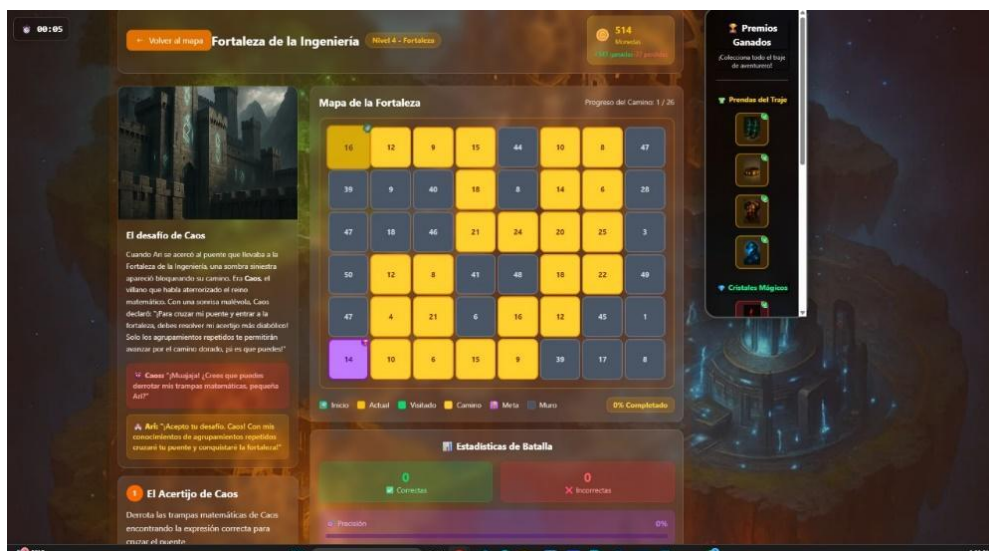 00:05
← Volver al mapa
Fortaleza de la Ingeniería
Nivel 4 - Fortaleza
514
Monedas
El desafío de Caos
Cuando Ari se acercó al puente que llevaba a la
Fortaleza de la Ingeniería, una sombra siniestra
apareció bloqueando su camino. Era Caos, el
villano que había aterrorizado el reino
matemático. Con una sonrisa malévola, Caos
declaró: "¡Para cruzar mi puente y entrar a la
fortaleza, debes resolver mi acertijo más diabólico!
Solo los agrupamientos repetidos te permitirán
avanzar por el camino dorado, ¡si es que puedes!"
Caos: "¡Muajaja! ¿Crees que puedes
derrotar mis trampas matemáticas, pequeña
Ari?"
Ari: "¡Acepto tu desafío, Caos! Con mis
conocimientos de agrupamientos repetidos
cruzaré tu puente y conquistaré la fortaleza!"
1 El Acertijo de Caos
Derrota las trampas matemáticas de Caos
encontrando la expresión correcta para
cruzar el puente
Mapa de la Fortaleza
Progreso del Camino: 1 / 26
16 12 9 15 44 10 8 47
39 9 40 18 8 14 6 28
47 18 46 21 24 20 25 3
50 12 8 41 48 18 22 49
47 4 21 6 16 12 45 1
14 10 6 15 9 39 17 8
Inicio Actual Visitado Camino Meta Muro
0% Completado
Estadísticas de Batalla
0
Correctas
0
Incorrectas
Precisión
0%
Premios
Ganados
¡Colecciona todo el traje
de aventurero!
Prendas del Traje
Cristales Mágicos